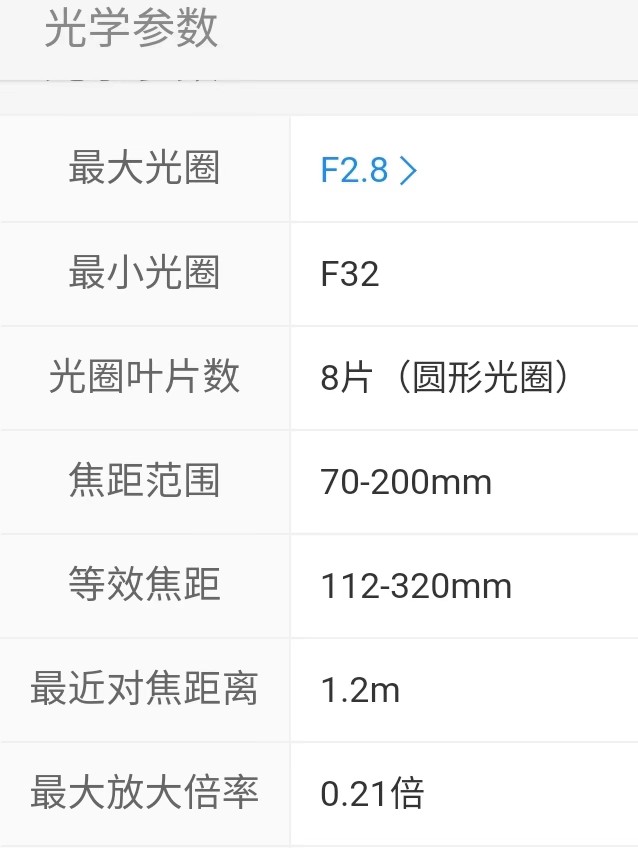 光学参数
最大光圈
F2.8
最小光圈
F32
光圈叶片数
8片（圆形光圈）
焦距范围
70-200mm
等效焦距
112-320mm
最近对焦距离
1.2m
最大放大倍率
0.21倍